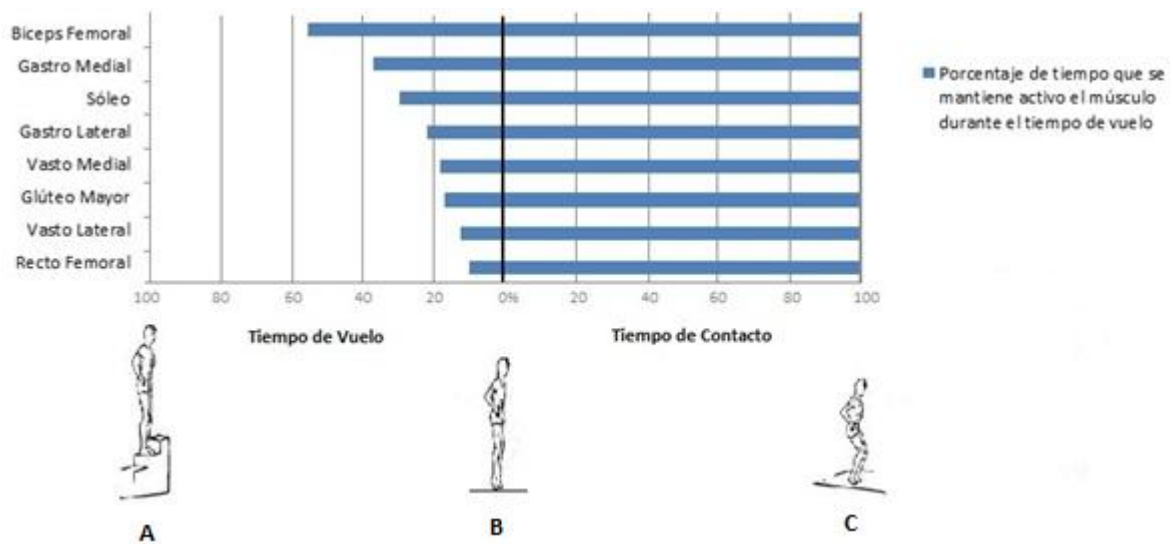 Biceps Femoral
Gastro Medial
Sóleo
Gastro Lateral
Vasto Medial
Glúteo Mayor
Vasto Lateral
Recto Femoral
Porcentaje de tiempo que se
mantiene activo el músculo
durante el tiempo de vuelo
100 80 60 40 20 0% 20 40 60 80 100
Tiempo de Vuelo Tiempo de Contacto
A B C